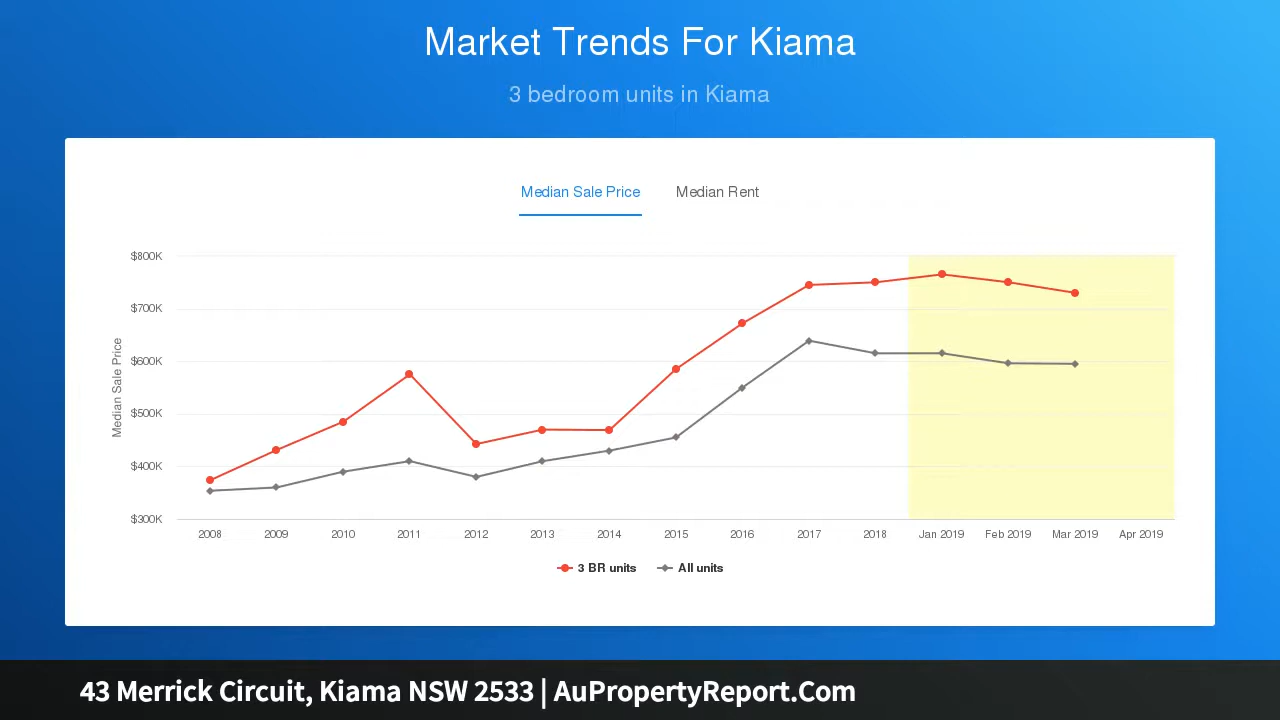 Market Trends For Kiama
3 bedroom units in Kiama
Median Sale Price Median Rent
Median Sale Price
$800K
$700K
$600K
$500K
$400K
$300K
2008 2009 2010 2011 2012 2013 2014 2015 2016 2017 2018 Jan 2019 Feb 2019 Mar 2019 Apr 2019
3 BR units All units
43 Merrick Circuit, Kiama NSW 2533 | AuPropertyReport.Com